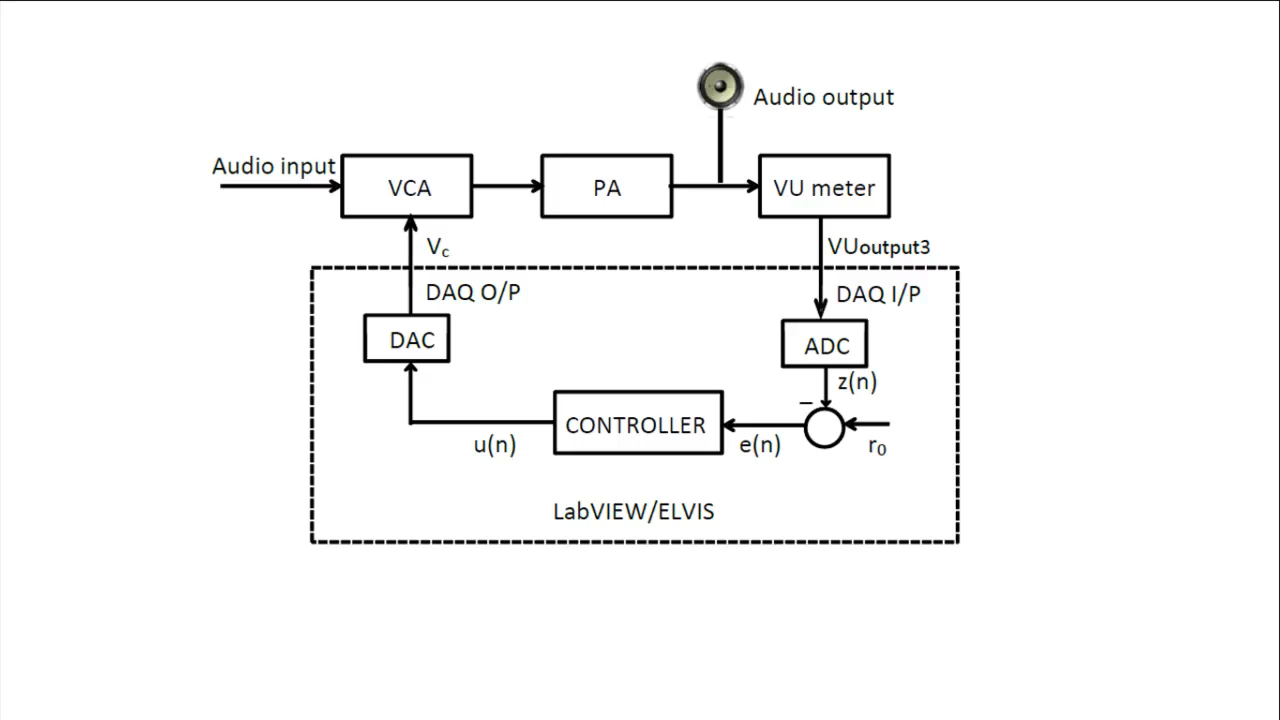 Audio output
Audio input
VCA
PA
VU meter
Vc
VUoutput3
DAQ O/P
DAQ I/P
DAC
ADC
z(n)
−
CONTROLLER
u(n)
e(n)
r0
LabVIEW/ELVIS